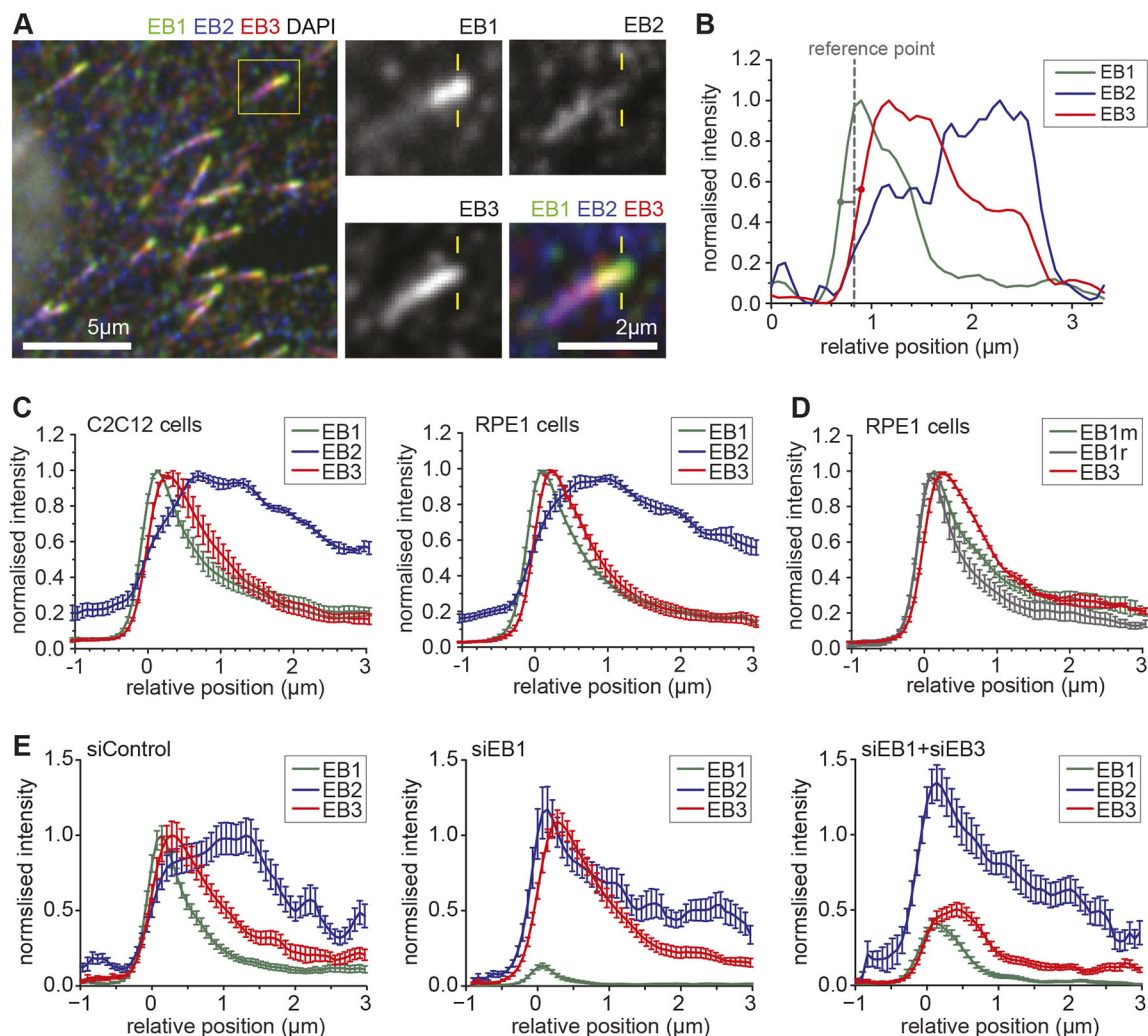 A
EB1 EB2 EB3 DAPI
5µm
EB1
EB2
EB3
EB1 EB2 EB3
2µm
B
reference point
EB1
EB2
EB3
normalised intensity
1.2
1.0
0.8
0.6
0.4
0.2
0.0
0 1 2 3
relative position (µm)
C
C2C12 cells
EB1
EB2
EB3
normalised intensity
1.2
1.0
0.8
0.6
0.4
0.2
0.0
-1 0 1 2 3
relative position (µm)
RPE1 cells
EB1
EB2
EB3
normalised intensity
1.2
1.0
0.8
0.6
0.4
0.2
0.0
-1 0 1 2 3
relative position (µm)
D
RPE1 cells
EB1m
EB1r
EB3
normalised intensity
1.2
1.0
0.8
0.6
0.4
0.2
0.0
-1 0 1 2 3
relative position (µm)
E
siControl
EB1
EB2
EB3
normslised intensity
1.5
1.0
0.5
0.0
−1 0 1 2 3
relative position (µm)
siEB1
EB1
EB2
EB3
normalised intensity
1.5
1.0
0.5
0.0
−1 0 1 2 3
relative position (µm)
siEB1+siEB3
EB1
EB2
EB3
normalised intensity
1.5
1.0
0.5
0.0
−1 0 1 2 3
relative position (µm)